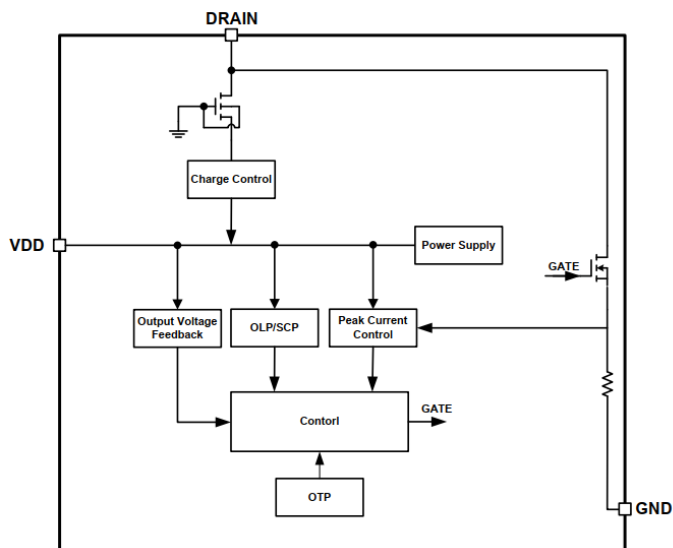 DRAIN
Charge Control
VDD
Power Supply
GATE
Output Voltage
Feedback
OLP/SCP
Peak Current
Control
Contorl
GATE
OTP
GND